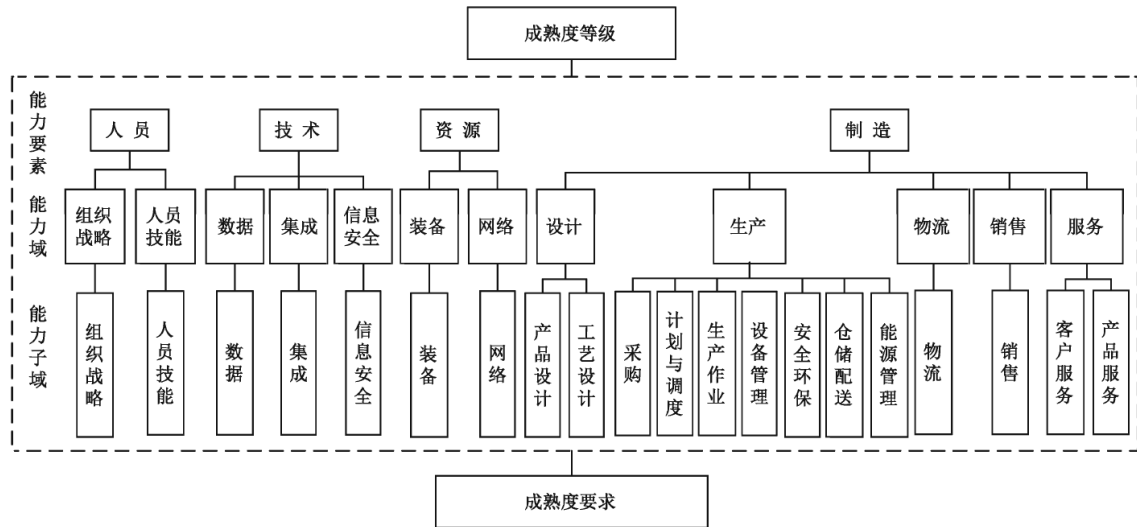 成熟度等级
能力要素
人员
技术
资源
制造
能力域
组织战略
人员技能
数据
集成
信息安全
装备
网络
设计
生产
物流
销售
服务
能力子域
组织战略
人员技能
数据
集成
信息安全
装备
网络
产品设计
工艺设计
采购
计划与调度
生产作业
设备管理
安全环保
仓储配送
能源管理
物流
销售
客户服务
产品服务
成熟度要求